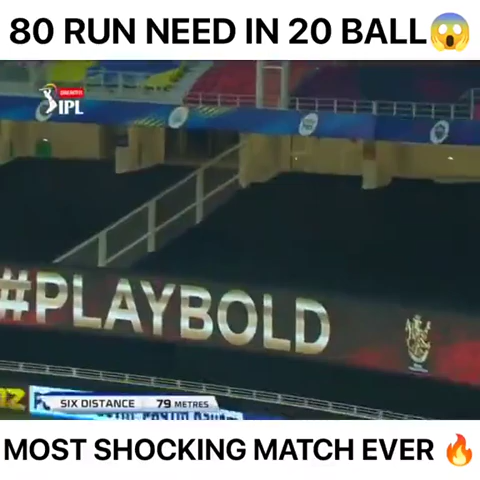 80 RUN NEED IN 20 BALL😱
IPL
#PLAYBOLD
SIX DISTANCE 79 METRES
MOST SHOCKING MATCH EVER 🔥